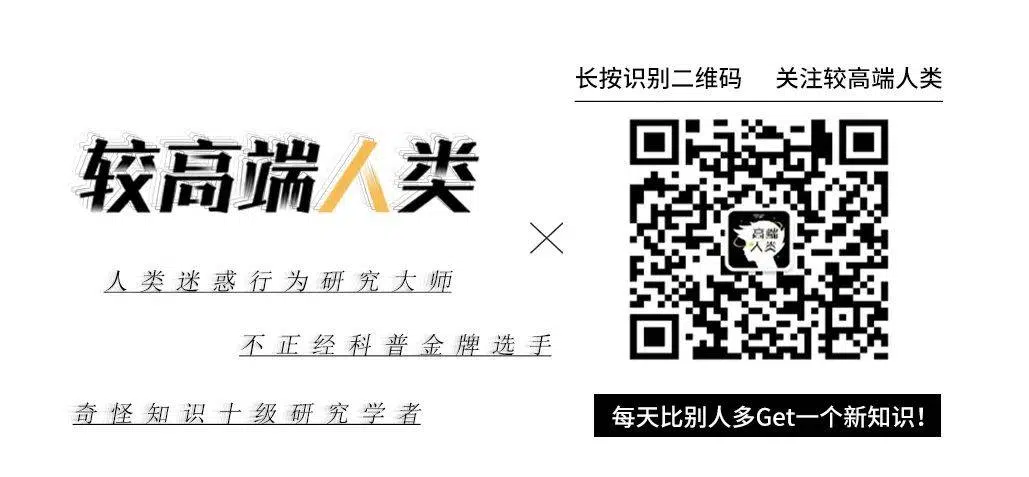 较高端人类
人类迷惑行为研究大师
不正经科普金牌选手
奇怪知识十级研究学者
长按识别二维码 关注较高端人类
高端
人类
每天比别人多Get一个新知识！